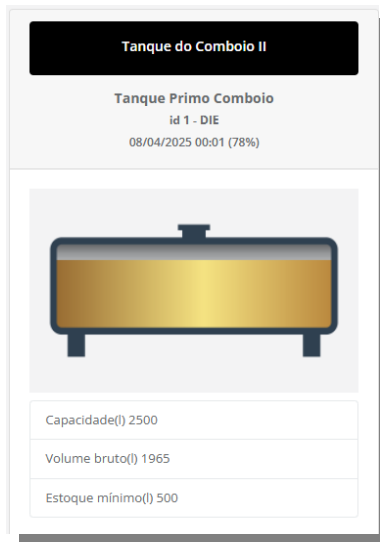 Tanque do Comboio II
Tanque Primo Comboio
id 1 - DIE
08/04/2025 00:01 (78%)
Capacidade(l) 2500
Volume bruto(l) 1965
Estoque mínimo(l) 500